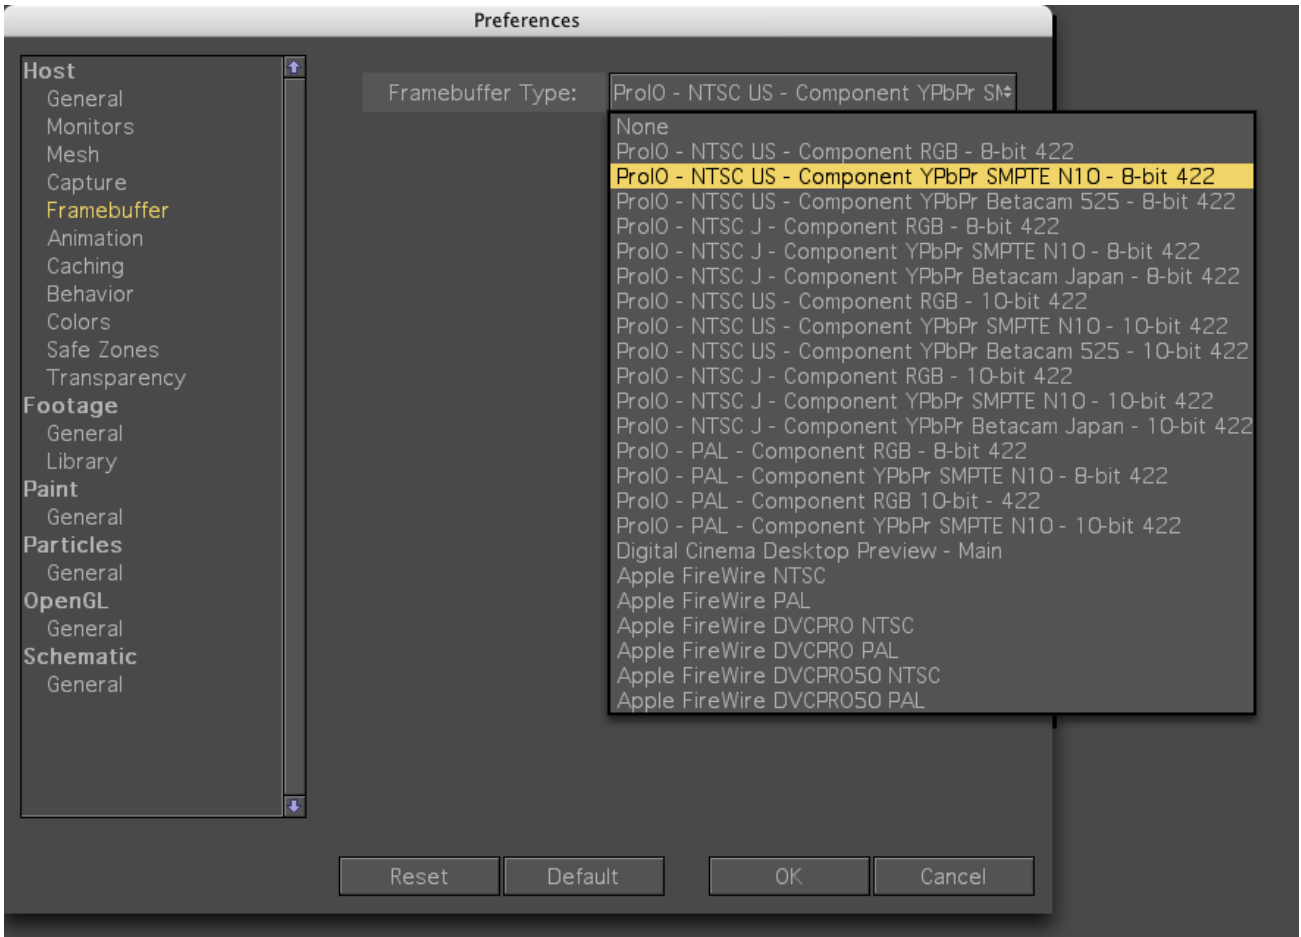 Preferences
Host
General
Monitors
Mesh
Capture
Framebuffer
Animation
Caching
Behavior
Colors
Safe Zones
Transparency
Footage
General
Library
Paint
General
Particles
General
OpenGL
General
Schematic
General
Framebuffer Type:
ProIO - NTSC US - Component YPbPr SM
None
ProIO - NTSC US - Component RGB - 8-bit 422
ProIO - NTSC US - Component YPbPr SMPTE N10 - 8-bit 422
ProIO - NTSC US - Component YPbPr Betacam 525 - 8-bit 422
ProIO - NTSC J - Component RGB - 8-bit 422
ProIO - NTSC J - Component YPbPr SMPTE N10 - 8-bit 422
ProIO - NTSC J - Component YPbPr Betacam Japan - 8-bit 422
ProIO - NTSC US - Component RGB - 10-bit 422
ProIO - NTSC US - Component YPbPr SMPTE N10 - 10-bit 422
ProIO - NTSC US - Component YPbPr Betacam 525 - 10-bit 422
ProIO - NTSC J - Component RGB - 10-bit 422
ProIO - NTSC J - Component YPbPr SMPTE N10 - 10-bit 422
ProIO - NTSC J - Component YPbPr Betacam Japan - 10-bit 422
ProIO - PAL - Component RGB - 8-bit 422
ProIO - PAL - Component YPbPr SMPTE N10 - 8-bit 422
ProIO - PAL - Component RGB 10-bit - 422
ProIO - PAL - Component YPbPr SMPTE N10 - 10-bit 422
Digital Cinema Desktop Preview - Main
Apple FireWire NTSC
Apple FireWire PAL
Apple FireWire DVCPRO NTSC
Apple FireWire DVCPRO PAL
Apple FireWire DVCPRO50 NTSC
Apple FireWire DVCPRO50 PAL
Reset
Default
OK
Cancel